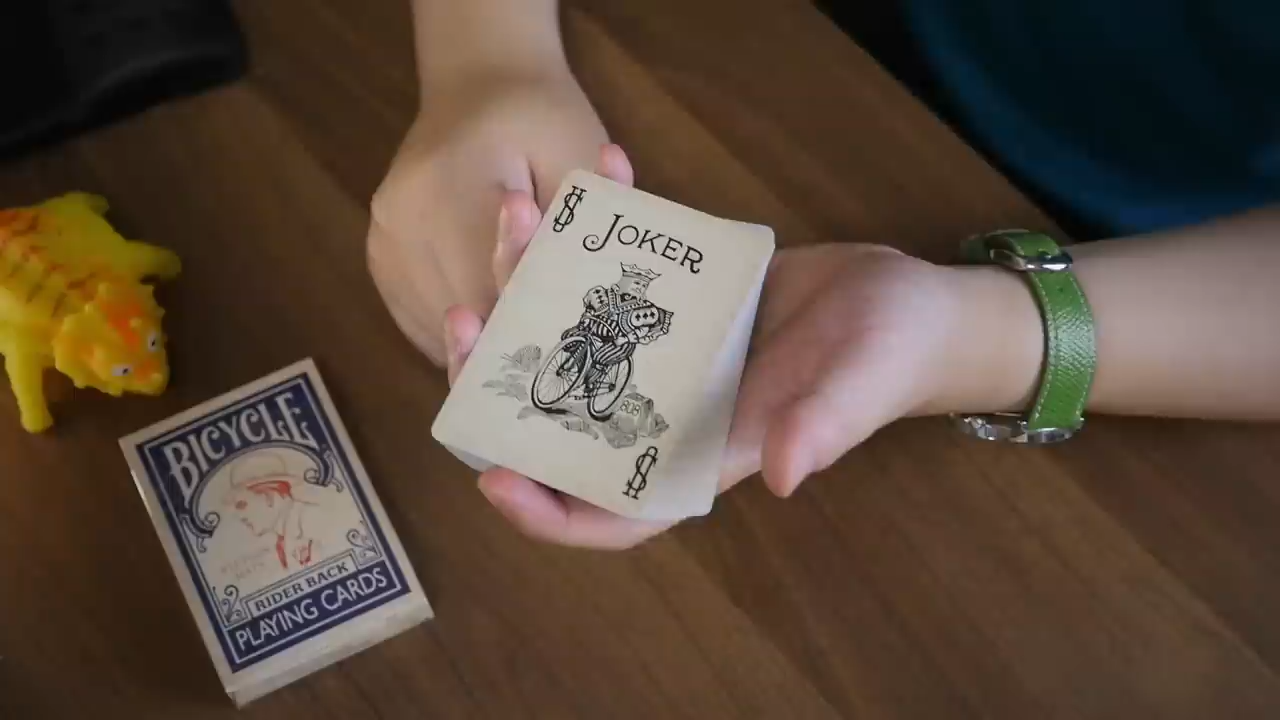 JOKER
808
BICYCLE
RIDER BACK
PLAYING CARDS